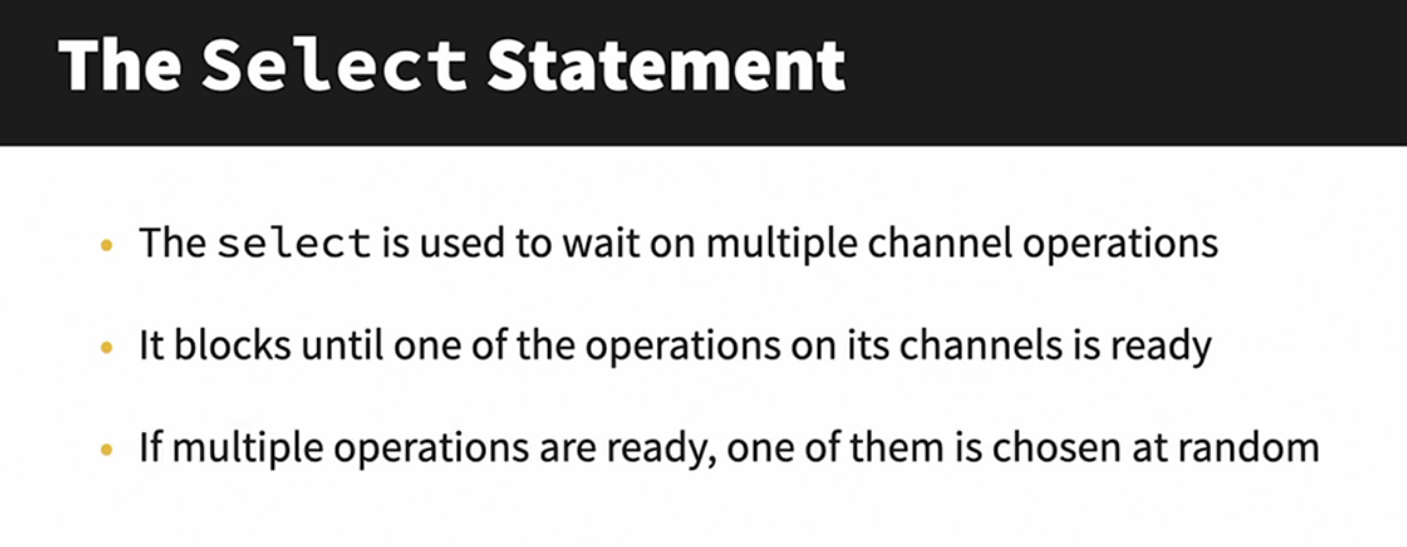 The Select Statement
The select is used to wait on multiple channel operations
It blocks until one of the operations on its channels is ready
If multiple operations are ready, one of them is chosen at random